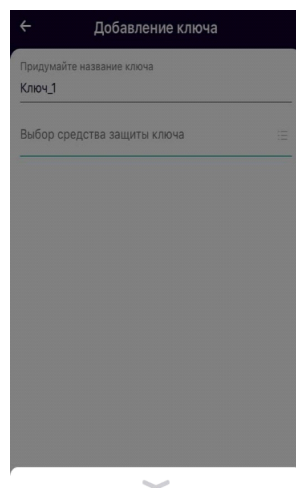 Добавление ключа
Придумайте название ключа
Ключ_1
Выбор средства защиты ключа